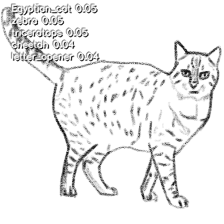 Egyptian_cat 0.05
zebra 0.05
triceratops 0.05
cheetah 0.04
letter_opener 0.04